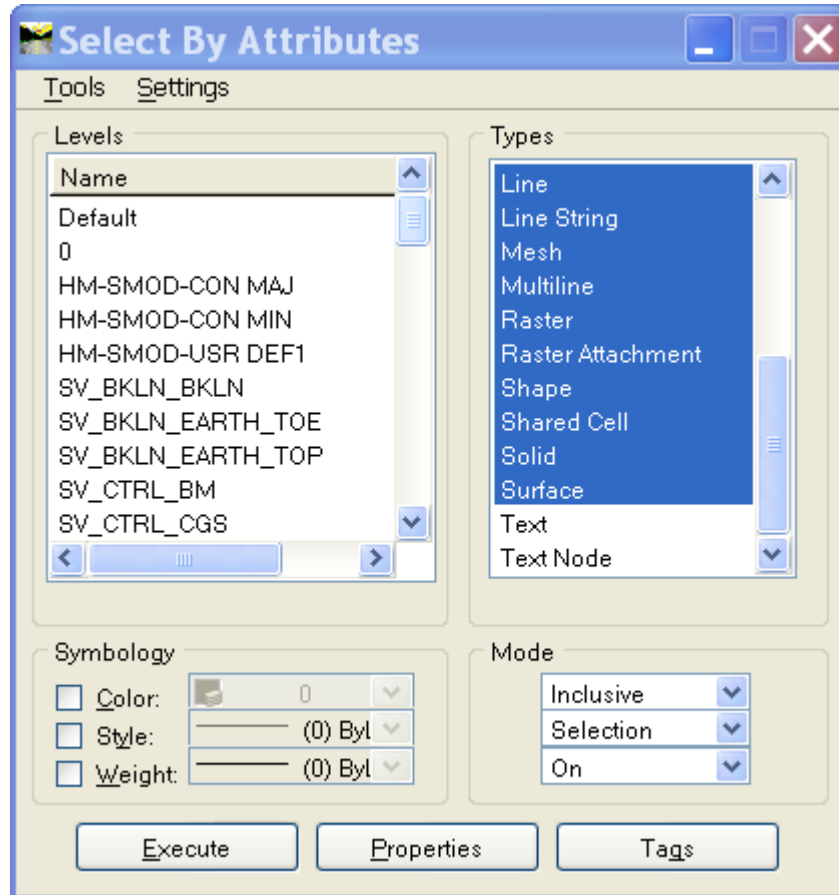 Select By Attributes
Tools Settings
Levels
Name
Default
0
HM-SMOD-CON MAJ
HM-SMOD-CON MIN
HM-SMOD-USR DEF1
SV_BKLN_BKLN
SV_BKLN_EARTH_TOE
SV_BKLN_EARTH_TOP
SV_CTRL_BM
SV_CTRL_CGS
Types
Line
Line String
Mesh
Multiline
Raster
Raster Attachment
Shape
Shared Cell
Solid
Surface
Text
Text Node
Symbology
Color: 0
Style: (0) ByL
Weight: (0) ByL
Mode
Inclusive
Selection
On
Execute Properties Tags